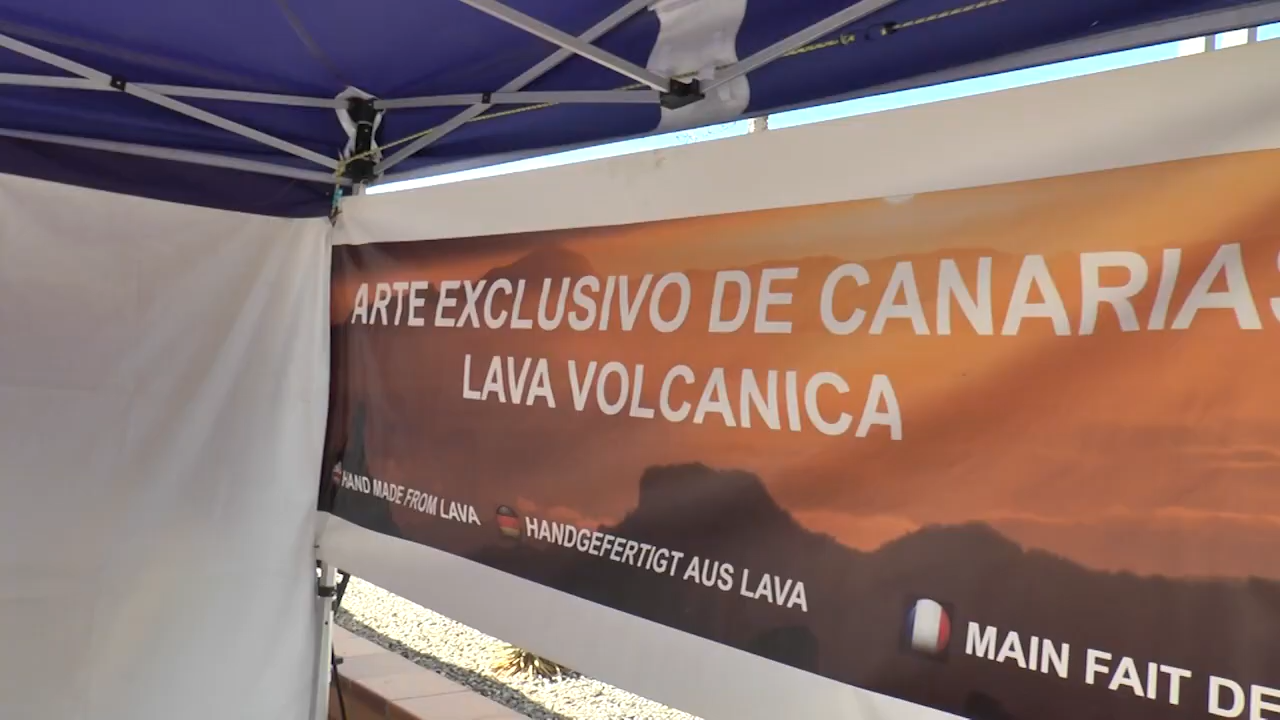 ARTE EXCLUSIVO DE CANARIAS
LAVA VOLCANICA
HAND MADE FROM LAVA
HANDGEFERTIGT AUS LAVA
MAIN FAIT DE